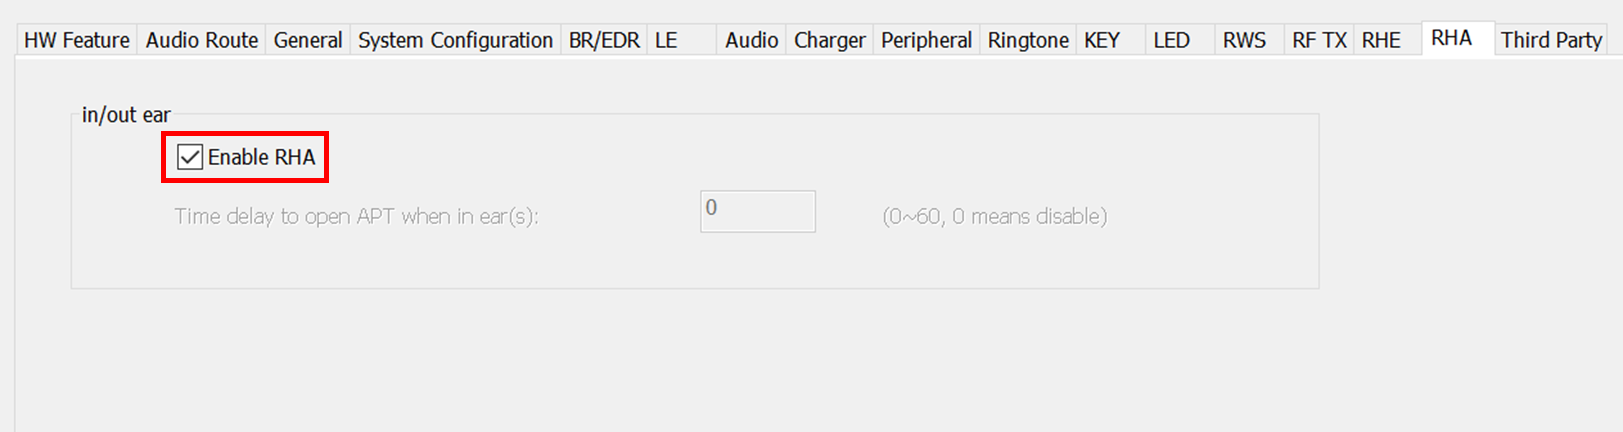 HW Feature Audio Route General System Configuration BR/EDR LE Audio Charger Peripheral Ringtone KEY LED RWS RF TX RHE RHA Third Party
in/out ear
Enable RHA
Time delay to open APT when in ear(s): 0 (0~60, 0 means disable)